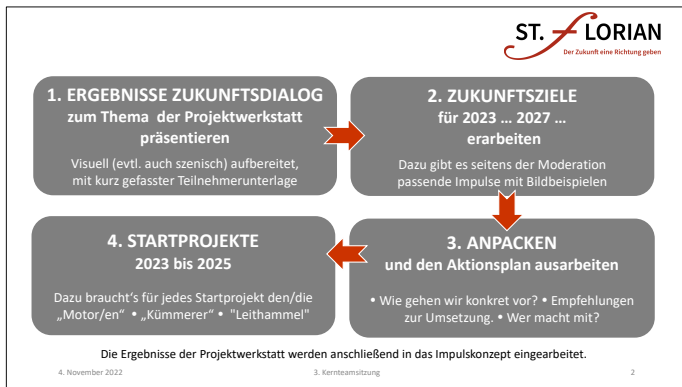 ST. FLORIAN
Der Zukunft eine Richtung geben
1. ERGEBNISSE ZUKUNFTSDIALOG
zum Thema der Projektwerkstatt
präsentieren
Visuell (evtl. auch szenisch) aufbereitet,
mit kurz gefasster Teilnehmerunterlage
2. ZUKUNFTSZIELE
für 2023 … 2027 …
erarbeiten
Dazu gibt es seitens der Moderation
passende Impulse mit Bildbeispielen
3. ANPACKEN
und den Aktionsplan ausarbeiten
• Wie gehen wir konkret vor? • Empfehlungen
zur Umsetzung. • Wer macht mit?
4. STARTPROJEKTE
2023 bis 2025
Dazu braucht‘s für jedes Startprojekt den/die
„Motor/en“ • „Kümmerer“ • "Leithammel"
Die Ergebnisse der Projektwerkstatt werden anschließend in das Impulskonzept eingearbeitet.
4. November 2022
3. Kernteamsitzung
2